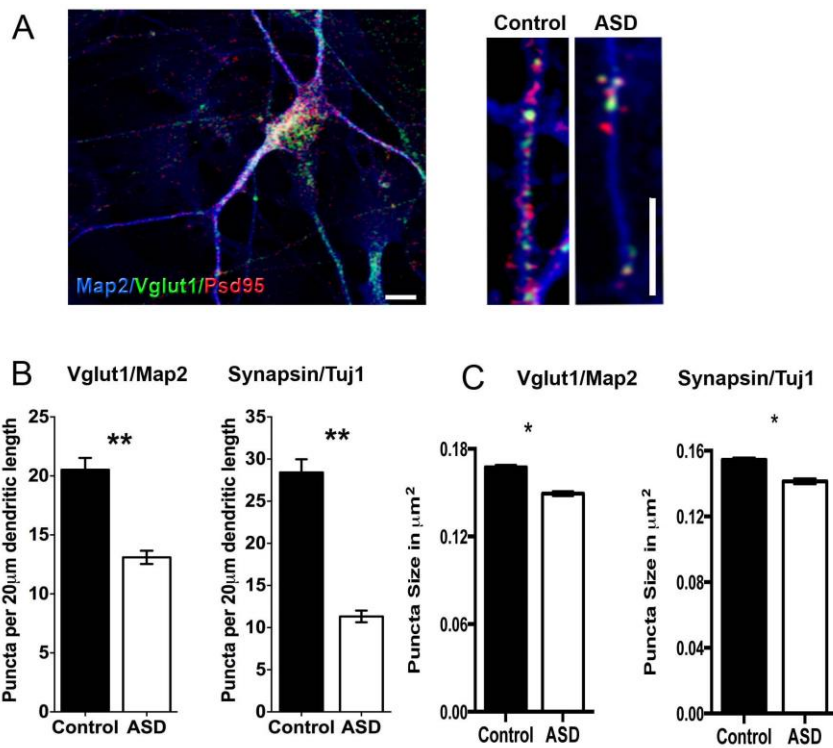 A
Control ASD
Map2/Vglut1/Psd95
B
Vglut1/Map2 Synapsin/Tuj1
Puncta per 20μm dendritic length
25
20
15
10
5
0
**
Control ASD
Puncta per 20μm dendritic length
35
30
25
20
15
10
5
0
**
Control ASD
C
Vglut1/Map2 Synapsin/Tuj1
Puncta Size in μm²
0.18
0.12
0.06
0.00
*
Control ASD
Puncta Size in μm²
0.16
0.12
0.08
0.04
0.00
*
Control ASD